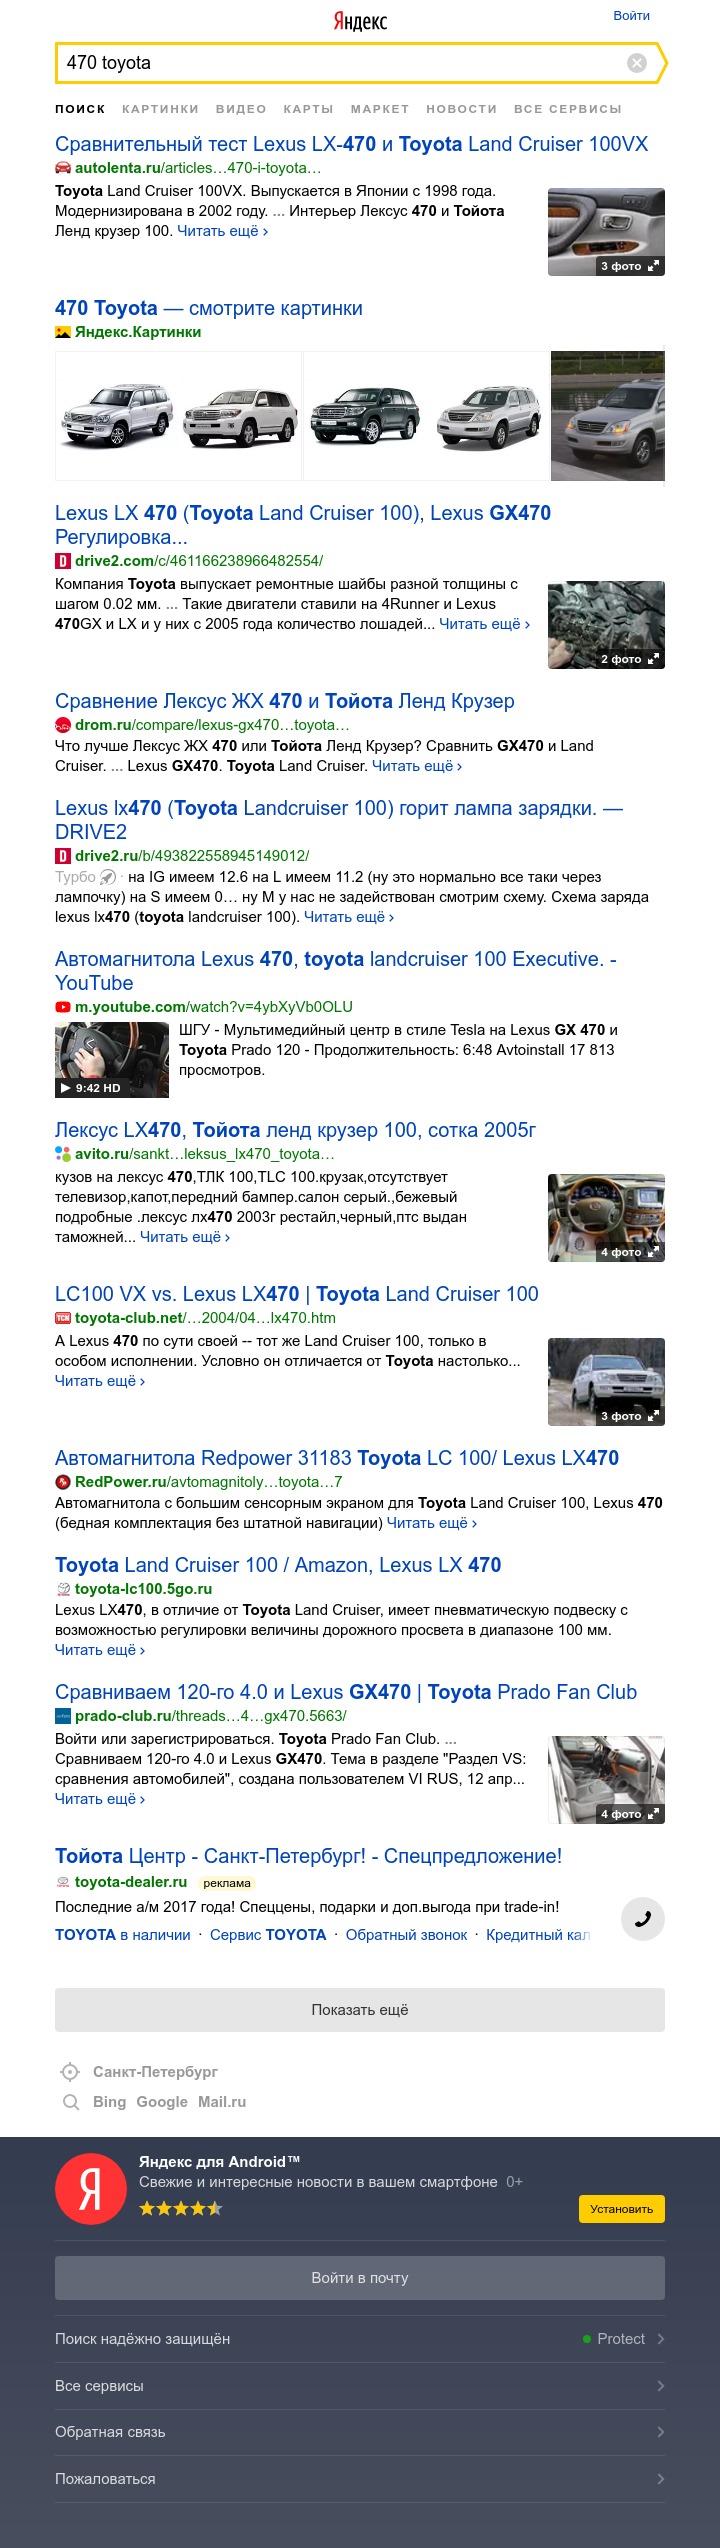 Яндекс
Войти
470 toyota
ПОИСК КАРТИНКИ ВИДЕО КАРТЫ МАРКЕТ НОВОСТИ ВСЕ СЕРВИСЫ
Сравнительный тест Lexus LX-470 и Toyota Land Cruiser 100VX
autolenta.ru/articles…470-i-toyota…
Toyota Land Cruiser 100VX. Выпускается в Японии с 1998 года.
Модернизирована в 2002 году. ... Интерьер Лексус 470 и Тойота
Ленд крузер 100. Читать ещё ›
3 фото
470 Toyota — смотрите картинки
Яндекс.Картинки
Lexus LX 470 (Toyota Land Cruiser 100), Lexus GX470
Регулировка...
drive2.com/c/461166238966482554/
Компания Toyota выпускает ремонтные шайбы разной толщины с
шагом 0.02 мм. ... Такие двигатели ставили на 4Runner и Lexus
470GX и LX и у них с 2005 года количество лошадей... Читать ещё ›
2 фото
Сравнение Лексус ЖХ 470 и Тойота Ленд Крузер
drom.ru/compare/lexus-gx470…toyota…
Что лучше Лексус ЖХ 470 или Тойота Ленд Крузер? Сравнить GX470 и Land
Cruiser. ... Lexus GX470. Toyota Land Cruiser. Читать ещё ›
Lexus lx470 (Toyota Landcruiser 100) горит лампа зарядки. —
DRIVE2
drive2.ru/b/493822558945149012/
Турбо · на IG имеем 12.6 на L имеем 11.2 (ну это нормально все таки через
лампочку) на S имеем 0… ну М у нас не задействован смотрим схему. Схема заряда
lexus lx470 (toyota landcruiser 100). Читать ещё ›
Автомагнитола Lexus 470, toyota landcruiser 100 Executive. -
YouTube
m.youtube.com/watch?v=4ybXyVb0OLU
ШГУ - Мультимедийный центр в стиле Tesla на Lexus GX 470 и
Toyota Prado 120 - Продолжительность: 6:48 Avtoinstall 17 813
просмотров.
9:42 HD
Лексус LX470, Тойота ленд крузер 100, сотка 2005г
avito.ru/sankt…leksus_lx470_toyota…
кузов на лексус 470,ТЛК 100,TLC 100.крузак,отсутствует
телевизор,капот,передний бампер.салон серый.,бежевый
подробные .лексус лх470 2003г рестайл,черный,птс выдан
таможней... Читать ещё ›
4 фото
LC100 VX vs. Lexus LX470 | Toyota Land Cruiser 100
toyota-club.net/…2004/04…lx470.htm
А Lexus 470 по сути своей -- тот же Land Cruiser 100, только в
особом исполнении. Условно он отличается от Toyota настолько...
Читать ещё ›
3 фото
Автомагнитола Redpower 31183 Toyota LC 100/ Lexus LX470
RedPower.ru/avtomagnitoly…toyota…7
Автомагнитола с большим сенсорным экраном для Toyota Land Cruiser 100, Lexus 470
(бедная комплектация без штатной навигации) Читать ещё ›
Toyota Land Cruiser 100 / Amazon, Lexus LX 470
toyota-lc100.5go.ru
Lexus LX470, в отличие от Toyota Land Cruiser, имеет пневматическую подвеску с
возможностью регулировки величины дорожного просвета в диапазоне 100 мм.
Читать ещё ›
Сравниваем 120-го 4.0 и Lexus GX470 | Toyota Prado Fan Club
prado-club.ru/threads…4…gx470.5663/
Войти или зарегистрироваться. Toyota Prado Fan Club. ...
Сравниваем 120-го 4.0 и Lexus GX470. Тема в разделе "Раздел VS:
сравнения автомобилей", создана пользователем VI RUS, 12 апр...
Читать ещё ›
4 фото
Тойота Центр - Санкт-Петербург! - Спецпредложение!
toyota-dealer.ru реклама
Последние а/м 2017 года! Спеццены, подарки и доп.выгода при trade-in!
TOYOTA в наличии · Сервис TOYOTA · Обратный звонок · Кредитный кал
Показать ещё
Санкт-Петербург
Bing Google Mail.ru
Я
Яндекс для Android™
Свежие и интересные новости в вашем смартфоне 0+
Установить
Войти в почту
Поиск надёжно защищён Protect
Все сервисы
Обратная связь
Пожаловаться